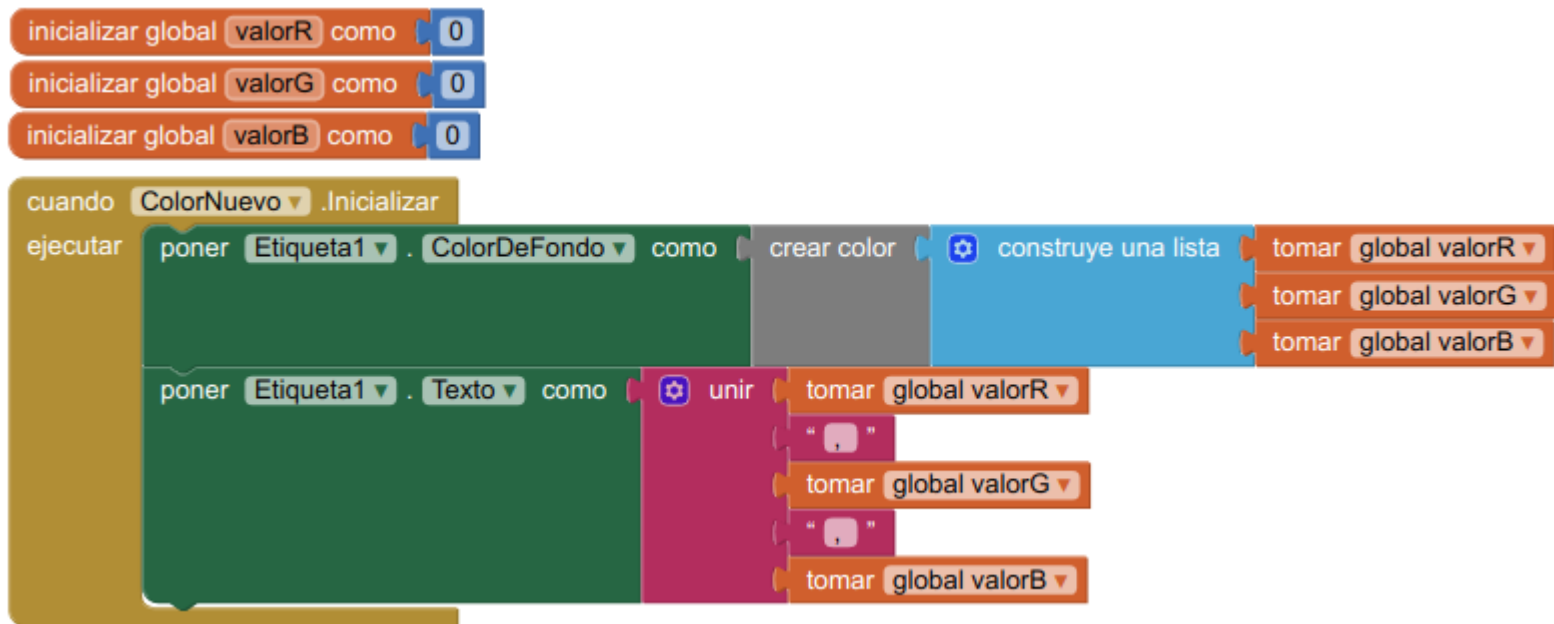 inicializar global valorR como 0
inicializar global valorG como 0
inicializar global valorB como 0
cuando ColorNuevo .Inicializar
ejecutar poner Etiqueta1 . ColorDeFondo como crear color construye una lista tomar global valorR
tomar global valorG
tomar global valorB
poner Etiqueta1 . Texto como unir tomar global valorR
“ , ”
tomar global valorG
“ , ”
tomar global valorB